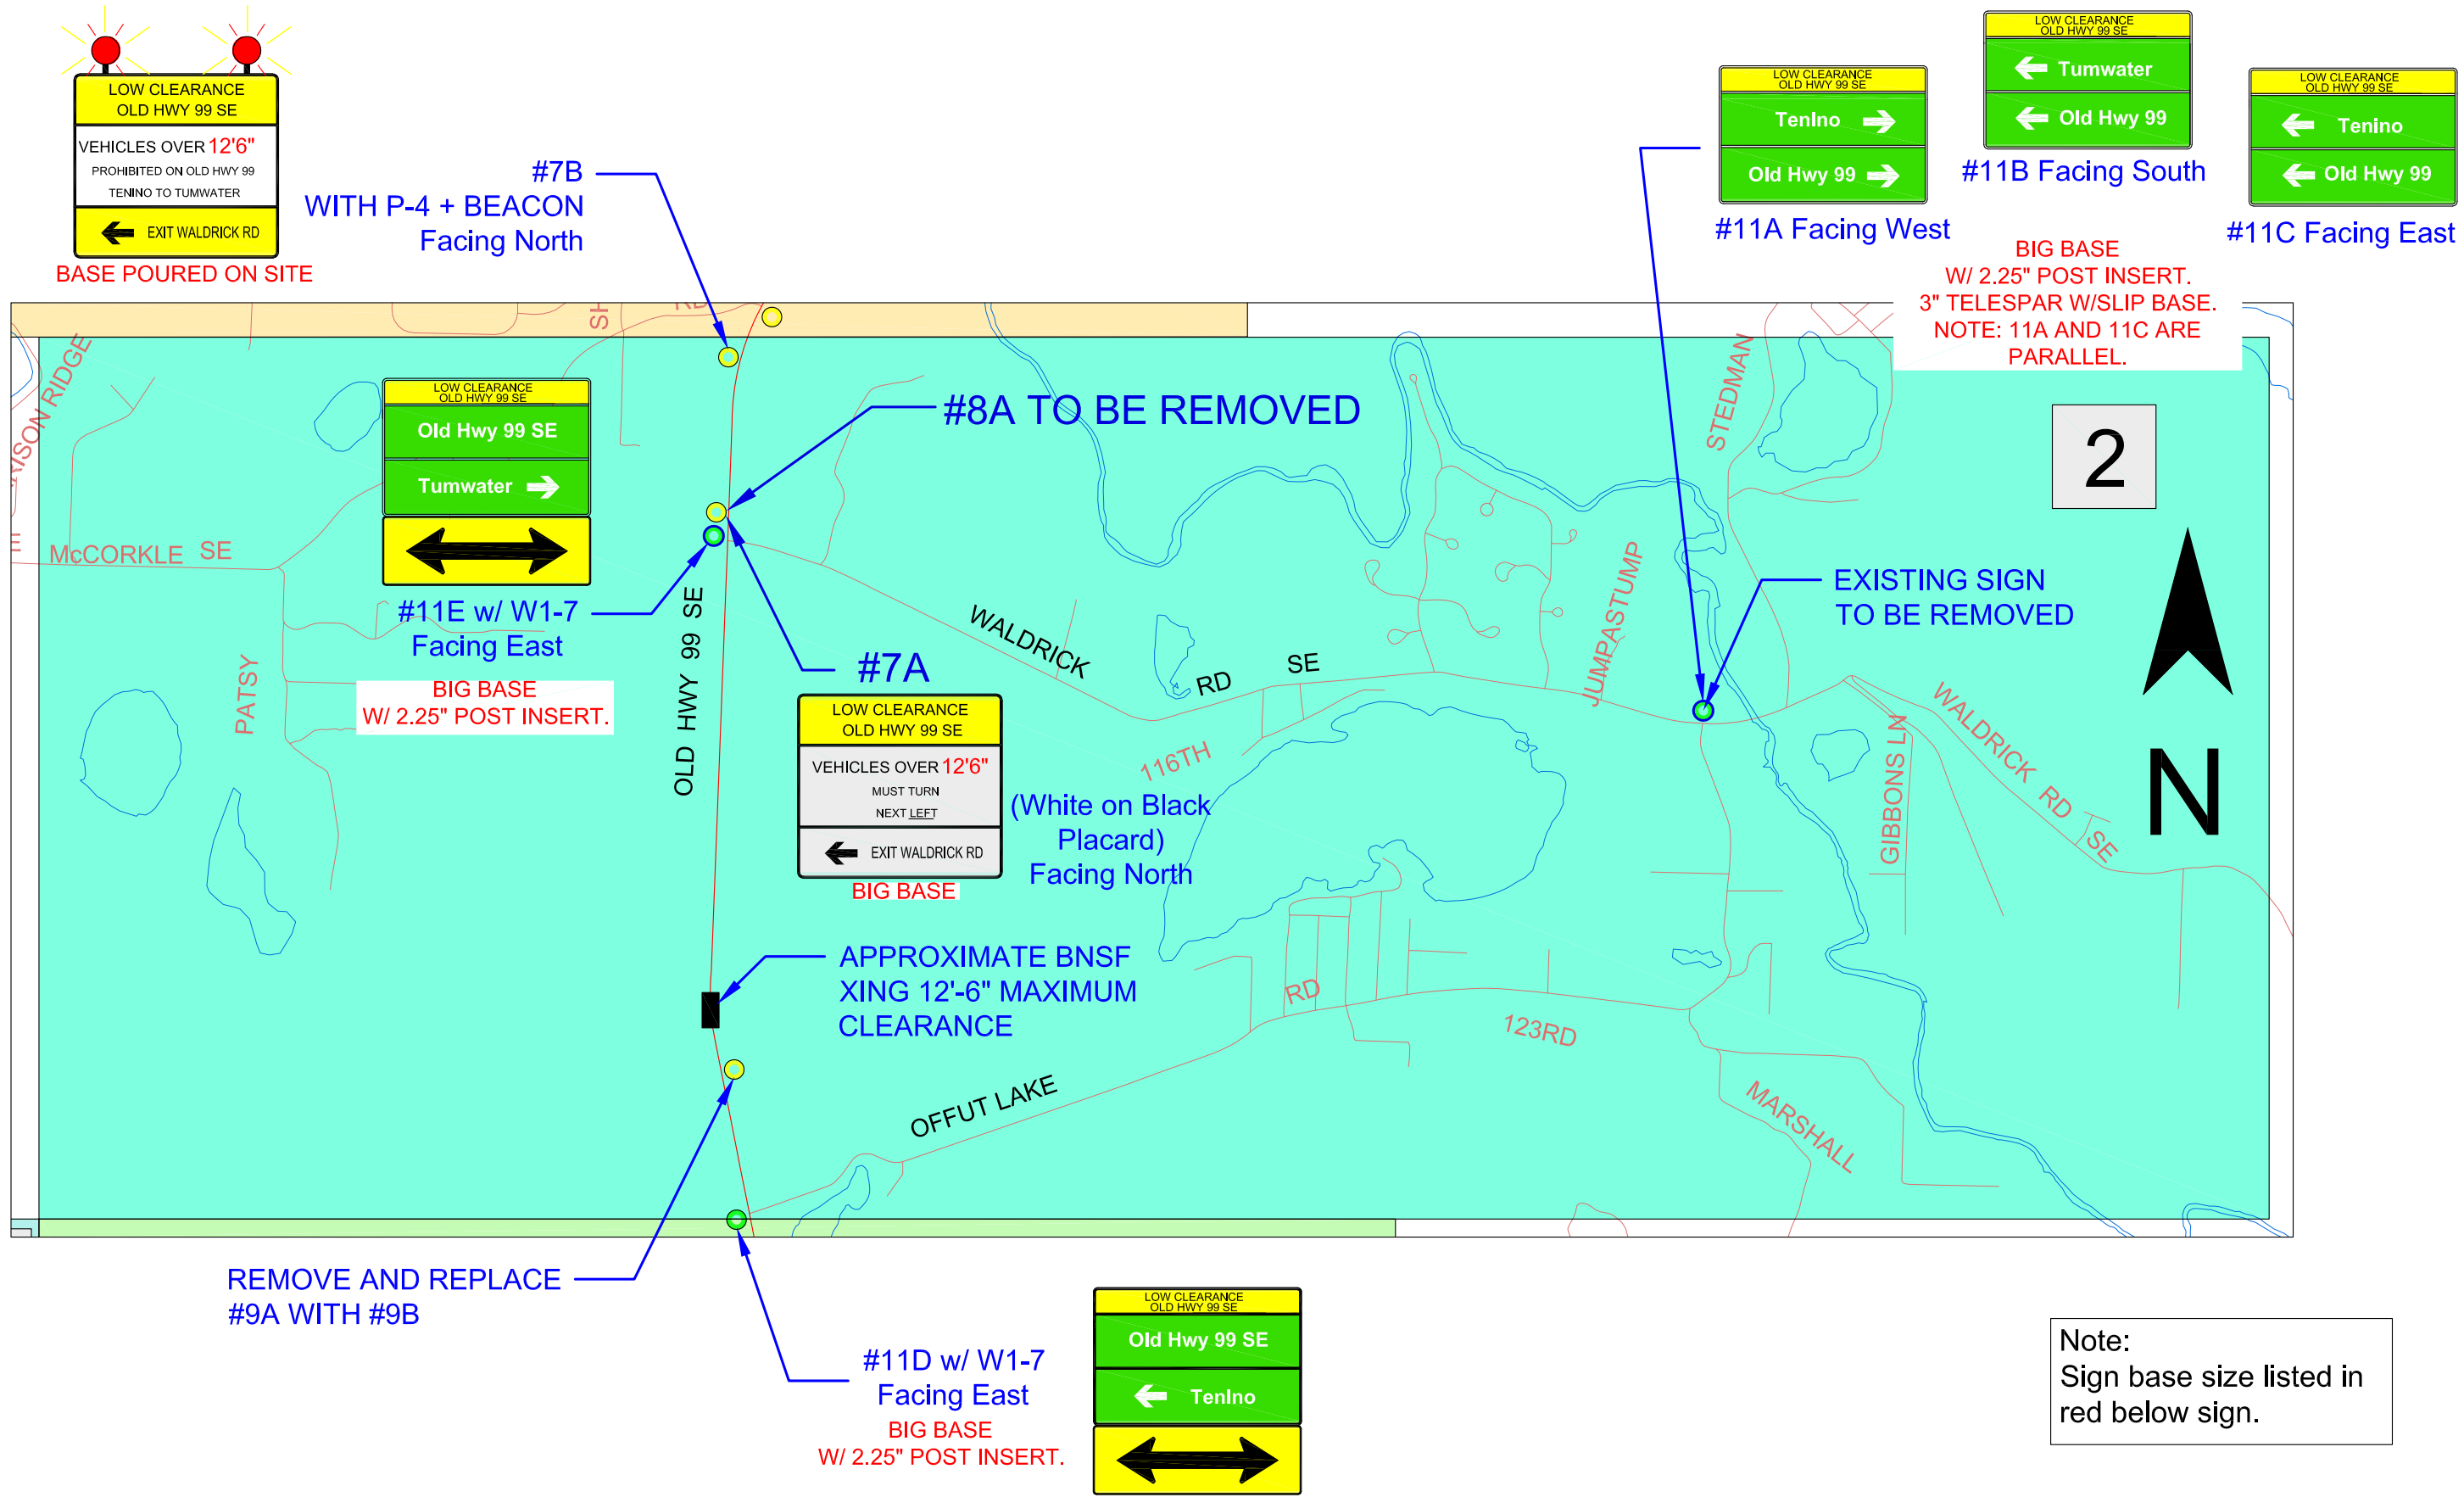 LOW CLEARANCE
OLD HWY 99 SE
VEHICLES OVER 12'6"
PROHIBITED ON OLD HWY 99
TENINO TO TUMWATER
EXIT WALDRICK RD
BASE POURED ON SITE
#7B
WITH P-4 + BEACON
Facing North
LOW CLEARANCE
OLD HWY 99 SE
TenIno
Old Hwy 99
#11A Facing West
LOW CLEARANCE
OLD HWY 99 SE
Tumwater
Old Hwy 99
#11B Facing South
LOW CLEARANCE
OLD HWY 99 SE
Tenino
Old Hwy 99
#11C Facing East
BIG BASE
W/ 2.25" POST INSERT.
3" TELESPAR W/SLIP BASE.
NOTE: 11A AND 11C ARE
PARALLEL.
SH
RD
RISON RIDGE
LOW CLEARANCE
OLD HWY 99 SE
Old Hwy 99 SE
Tumwater
#11E w/ W1-7
Facing East
BIG BASE
W/ 2.25" POST INSERT.
#8A TO BE REMOVED
STEDMAN
2
McCORKLE SE
PATSY
OLD HWY 99 SE
WALDRICK
RD
SE
JUMPASTUMP
EXISTING SIGN
TO BE REMOVED
#7A
LOW CLEARANCE
OLD HWY 99 SE
VEHICLES OVER 12'6"
MUST TURN
NEXT LEFT
EXIT WALDRICK RD
BIG BASE
(White on Black
Placard)
Facing North
116TH
GIBBONS LN
WALDRICK RD SE
N
APPROXIMATE BNSF
XING 12'-6" MAXIMUM
CLEARANCE
RD
123RD
OFFUT LAKE
MARSHALL
REMOVE AND REPLACE
#9A WITH #9B
#11D w/ W1-7
Facing East
BIG BASE
W/ 2.25" POST INSERT.
LOW CLEARANCE
OLD HWY 99 SE
Old Hwy 99 SE
TenIno
Note:
Sign base size listed in
red below sign.